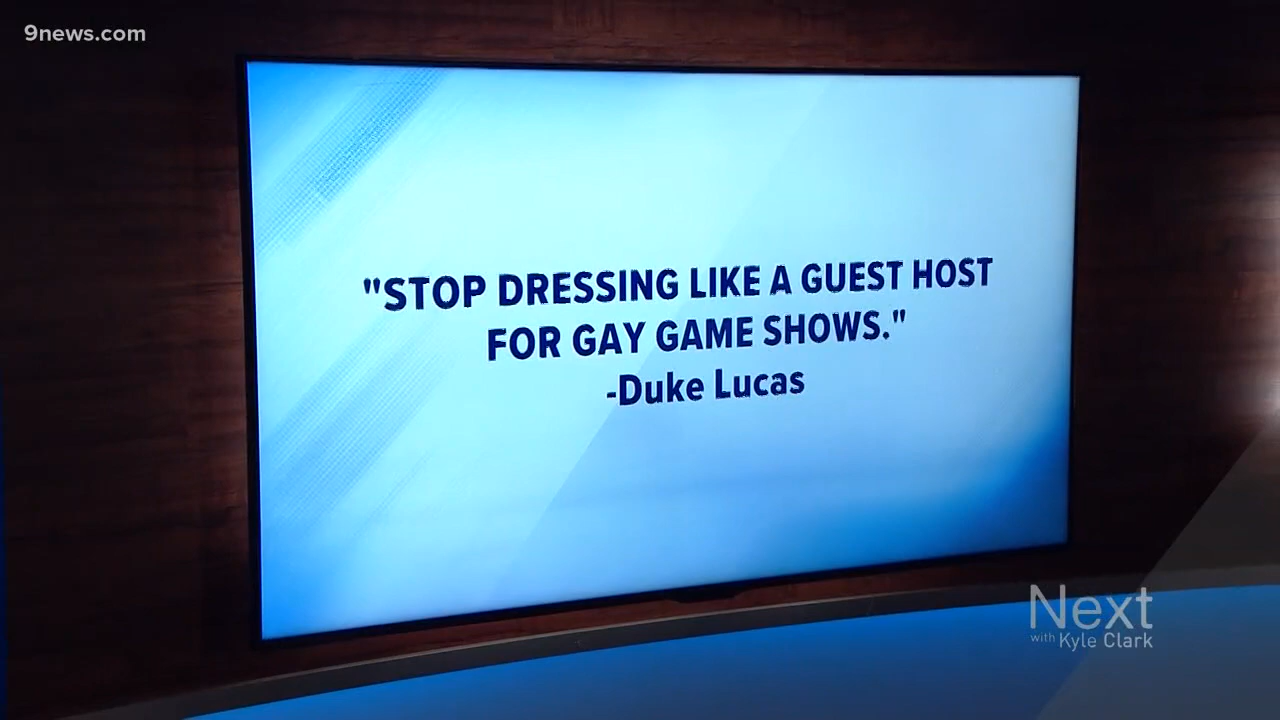 9news.com
"STOP DRESSING LIKE A GUEST HOST
FOR GAY GAME SHOWS."
-Duke Lucas
Next
with Kyle Clark